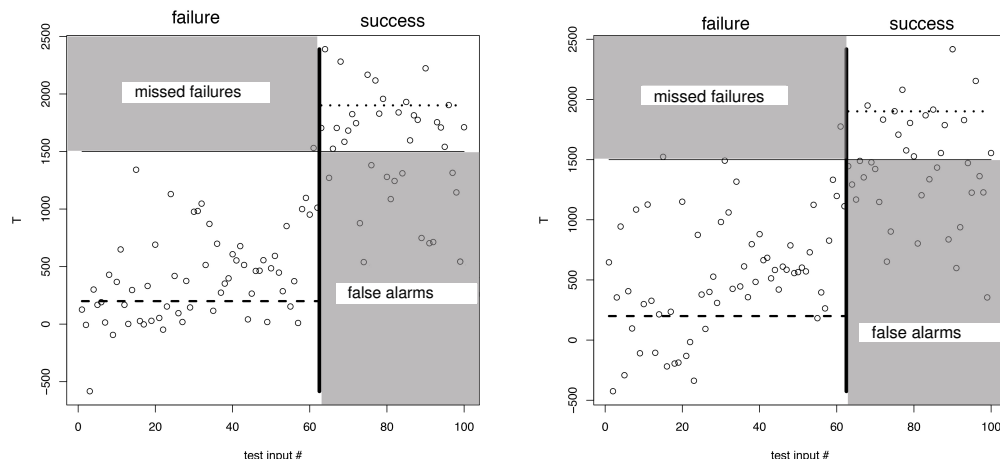 failure success
missed failures
false alarms
T
2500
2000
1500
1000
500
0
−500
0 20 40 60 80 100
test input #
failure success
missed failures
false alarms
T
2500
2000
1500
1000
500
0
−500
0 20 40 60 80 100
test input #